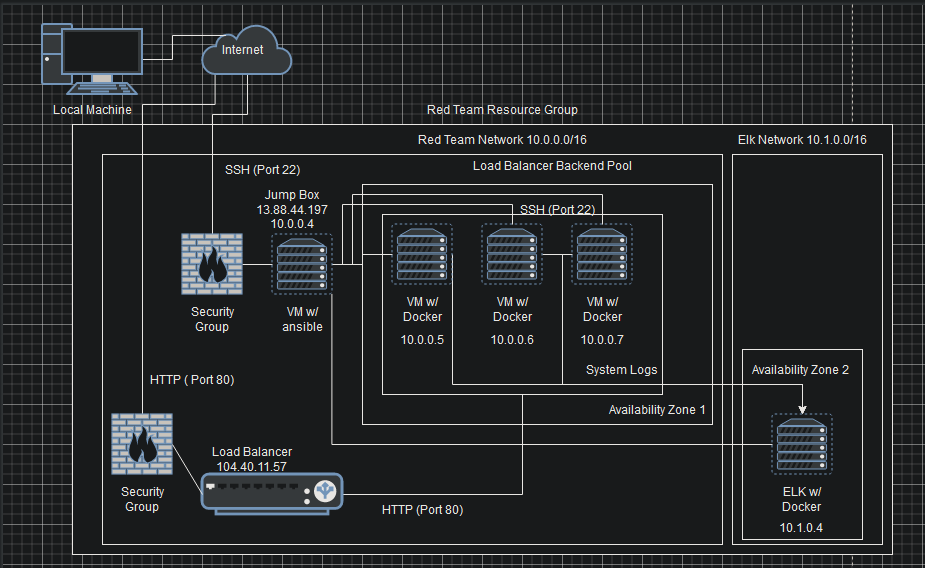 Internet
Local Machine
Red Team Resource Group
Red Team Network 10.0.0.0/16
Elk Network 10.1.0.0/16
SSH (Port 22)
Load Balancer Backend Pool
Jump Box
13.88.44.197
10.0.0.4
SSH (Port 22)
Security
Group
VM w/
ansible
VM w/
Docker
10.0.0.5
VM w/
Docker
10.0.0.6
VM w/
Docker
10.0.0.7
System Logs
Availability Zone 1
Availability Zone 2
HTTP ( Port 80)
Load Balancer
104.40.11.57
Security
Group
HTTP (Port 80)
ELK w/
Docker
10.1.0.4